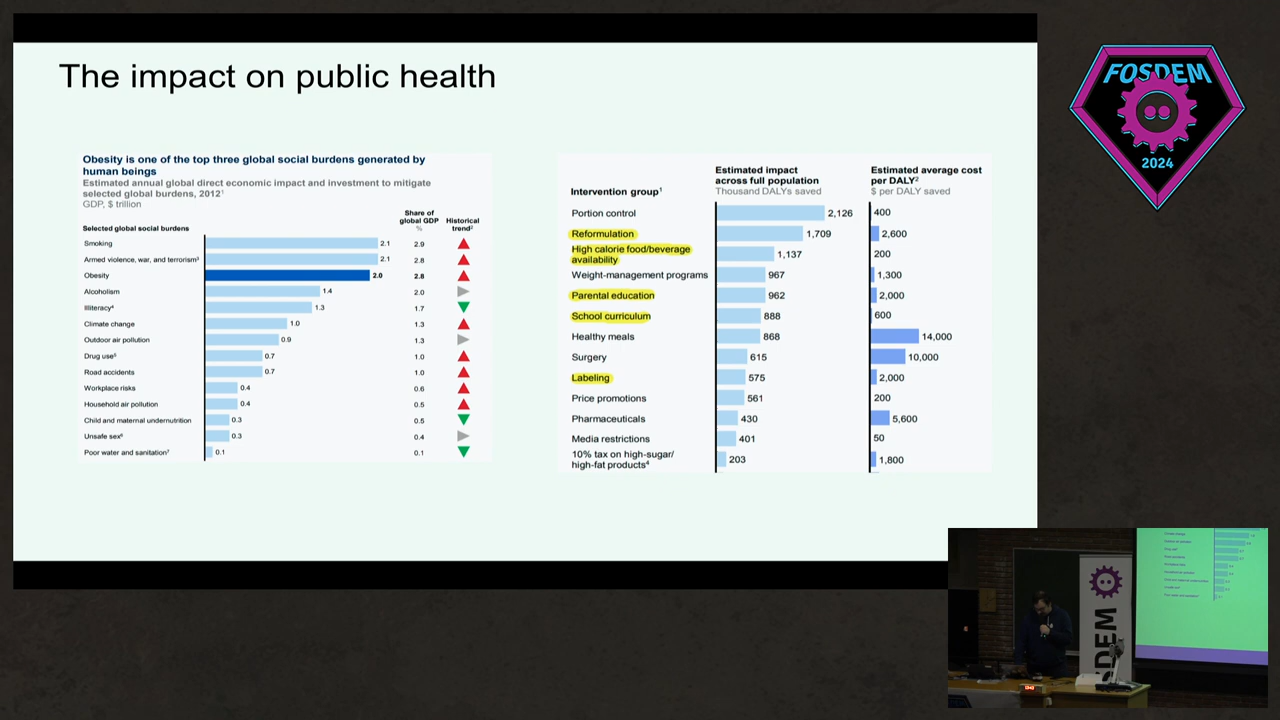 The impact on public health
Obesity is one of the top three global social burdens generated by
human beings
Estimated annual global direct economic impact and investment to mitigate
selected global burdens, 2012¹
GDP, $ trillion
Selected global social burdens
Share of
global GDP
%
Historical
trend²
Smoking 2.1 2.9
Armed violence, war, and terrorism³ 2.1 2.8
Obesity 2.0 2.8
Alcoholism 1.4 2.0
Illiteracy⁴ 1.3 1.7
Climate change 1.0 1.3
Outdoor air pollution 0.9 1.3
Drug use⁵ 0.7 1.0
Road accidents 0.7 1.0
Workplace risks 0.4 0.6
Household air pollution 0.4 0.5
Child and maternal undernutrition 0.3 0.5
Unsafe sex⁶ 0.3 0.4
Poor water and sanitation⁷ 0.1 0.1
Intervention group¹
Estimated impact
across full population
Thousand DALYs saved
Estimated average cost
per DALY²
$ per DALY saved
Portion control 2,126 400
Reformulation 1,709 2,600
High calorie food/beverage
availability 1,137 200
Weight-management programs 967 1,300
Parental education 962 2,000
School curriculum 888 600
Healthy meals 868 14,000
Surgery 615 10,000
Labeling 575 2,000
Price promotions 561 200
Pharmaceuticals 430 5,600
Media restrictions 401 50
10% tax on high-sugar/
high-fat products⁴ 203 1,800
FOSDEM
2024
DEM